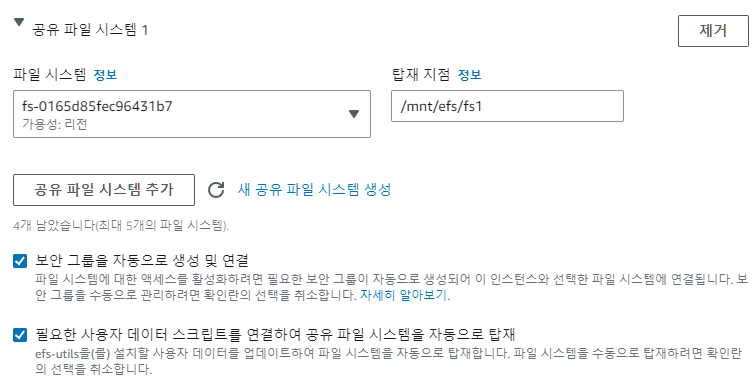 공유 파일 시스템 1
제거
파일 시스템 정보
탑재 지점 정보
fs-0165d85fec96431b7
가용성: 리전
/mnt/efs/fs1
공유 파일 시스템 추가
새 공유 파일 시스템 생성
4개 남았습니다(최대 5개의 파일 시스템).
보안 그룹을 자동으로 생성 및 연결
파일 시스템에 대한 액세스를 활성화하려면 필요한 보안 그룹이 자동으로 생성되어 이 인스턴스와 선택한 파일 시스템에 연결됩니다. 보
안 그룹을 수동으로 관리하려면 확인란의 선택을 취소합니다. 자세히 알아보기.
필요한 사용자 데이터 스크립트를 연결하여 공유 파일 시스템을 자동으로 탑재
efs-utils을(를) 설치할 사용자 데이터를 업데이트하여 파일 시스템을 자동으로 탑재합니다. 파일 시스템을 수동으로 탑재하려면 확인란
의 선택을 취소합니다.